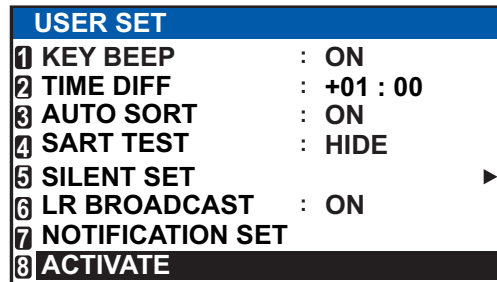 USER SET
1 KEY BEEP : ON
2 TIME DIFF : +01 : 00
3 AUTO SORT : ON
4 SART TEST : HIDE
5 SILENT SET
6 LR BROADCAST : ON
7 NOTIFICATION SET
8 ACTIVATE